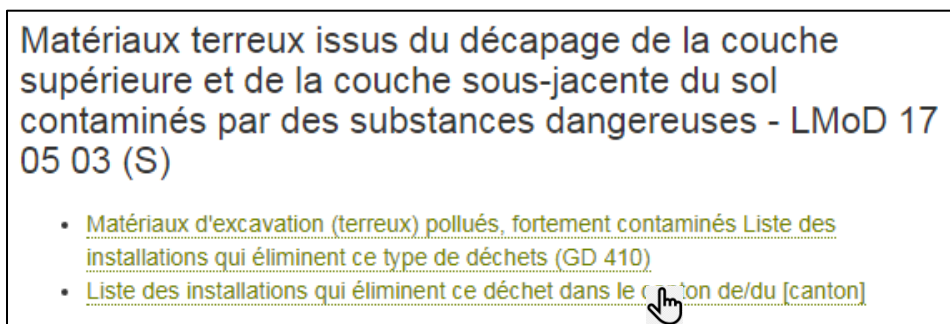 Matériaux terreux issus du décapage de la couche
supérieure et de la couche sous-jacente du sol
contaminés par des substances dangereuses - LMoD 17
05 03 (S)
• Matériaux d'excavation (terreux) pollués, fortement contaminés Liste des
installations qui éliminent ce type de déchets (GD 410)
• Liste des installations qui éliminent ce déchet dans le canton de/du [canton]